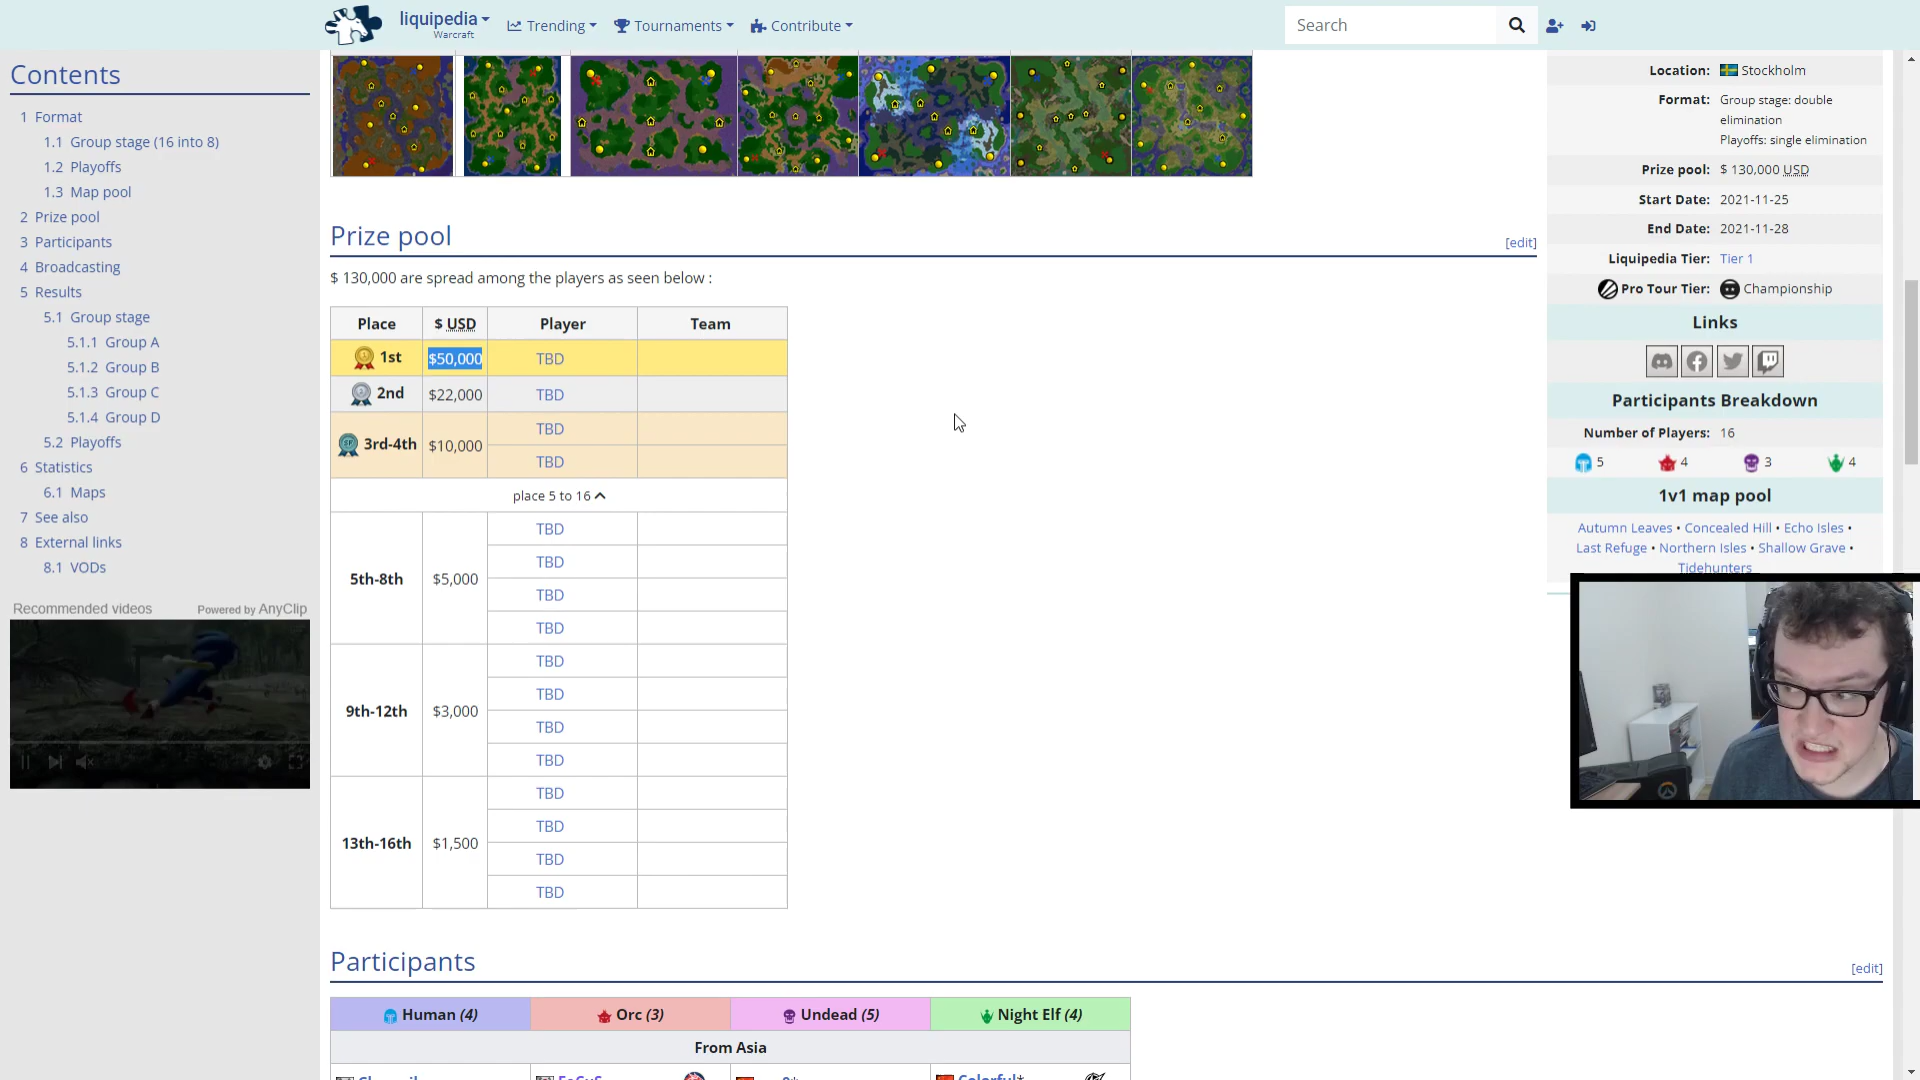 liquipedia
Warcraft
Trending
Tournaments
Contribute
Search
Contents
1 Format
1.1 Group stage (16 into 8)
1.2 Playoffs
1.3 Map pool
2 Prize pool
3 Participants
4 Broadcasting
5 Results
5.1 Group stage
5.1.1 Group A
5.1.2 Group B
5.1.3 Group C
5.1.4 Group D
5.2 Playoffs
6 Statistics
6.1 Maps
7 See also
8 External links
8.1 VODs
Recommended videos Powered by AnyClip
Prize pool [edit]
$ 130,000 are spread among the players as seen below :
Place $ USD Player Team
1st $50,000 TBD
2nd $22,000 TBD
3rd-4th $10,000 TBD
TBD
place 5 to 16
5th-8th $5,000 TBD
TBD
TBD
TBD
9th-12th $3,000 TBD
TBD
TBD
TBD
13th-16th $1,500 TBD
TBD
TBD
TBD
Participants [edit]
Human (4) Orc (3) Undead (5) Night Elf (4)
From Asia
Colorful*
Location: Stockholm
Format: Group stage: double
elimination
Playoffs: single elimination
Prize pool: $ 130,000 USD
Start Date: 2021-11-25
End Date: 2021-11-28
Liquipedia Tier: Tier 1
Pro Tour Tier: Championship
Links
Participants Breakdown
Number of Players: 16
5 4 3 4
1v1 map pool
Autumn Leaves • Concealed Hill • Echo Isles •
Last Refuge • Northern Isles • Shallow Grave •
Tidehunters